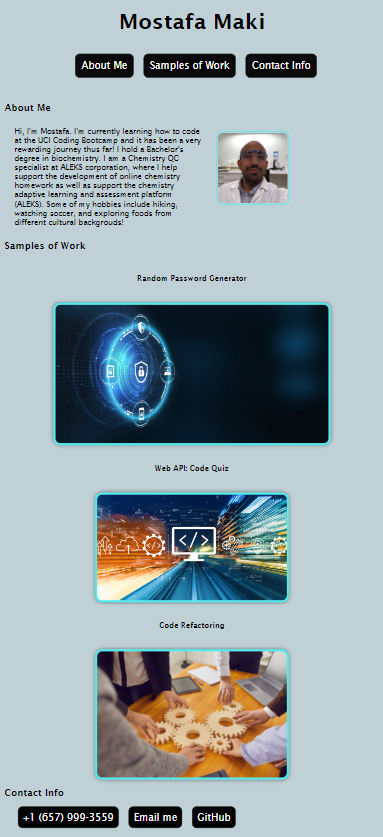 Mostafa Maki
About Me
Samples of Work
Contact Info
About Me
Hi, I'm Mostafa. I'm currently learning how to code
at the UCI Coding Bootcamp and it has been a very
rewarding journey thus far! I hold a Bachelor's
degree in biochemistry. I am a Chemistry QC
specialist at ALEKS corporation, where I help
support the development of online chemistry
homework as well as support the chemistry
adaptive learning and assessment platform
(ALEKS). Some of my hobbies include hiking,
watching soccer, and exploring foods from
different cultural backgrouds!
Samples of Work
Random Password Generator
Web API: Code Quiz
</>
</>
Code Refactoring
Contact Info
+1 (657) 999-3559
Email me
GitHub